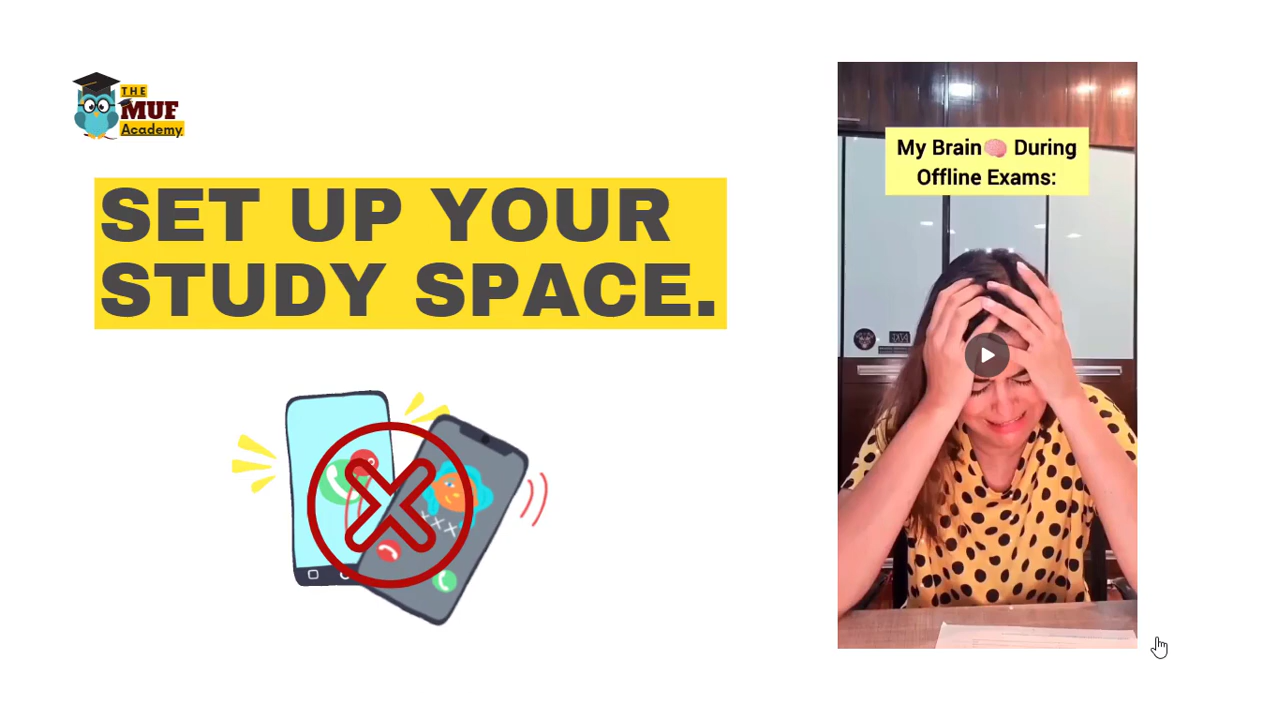 THE
MUF
Academy
SET UP YOUR
STUDY SPACE.
My Brain🧠 During
Offline Exams: